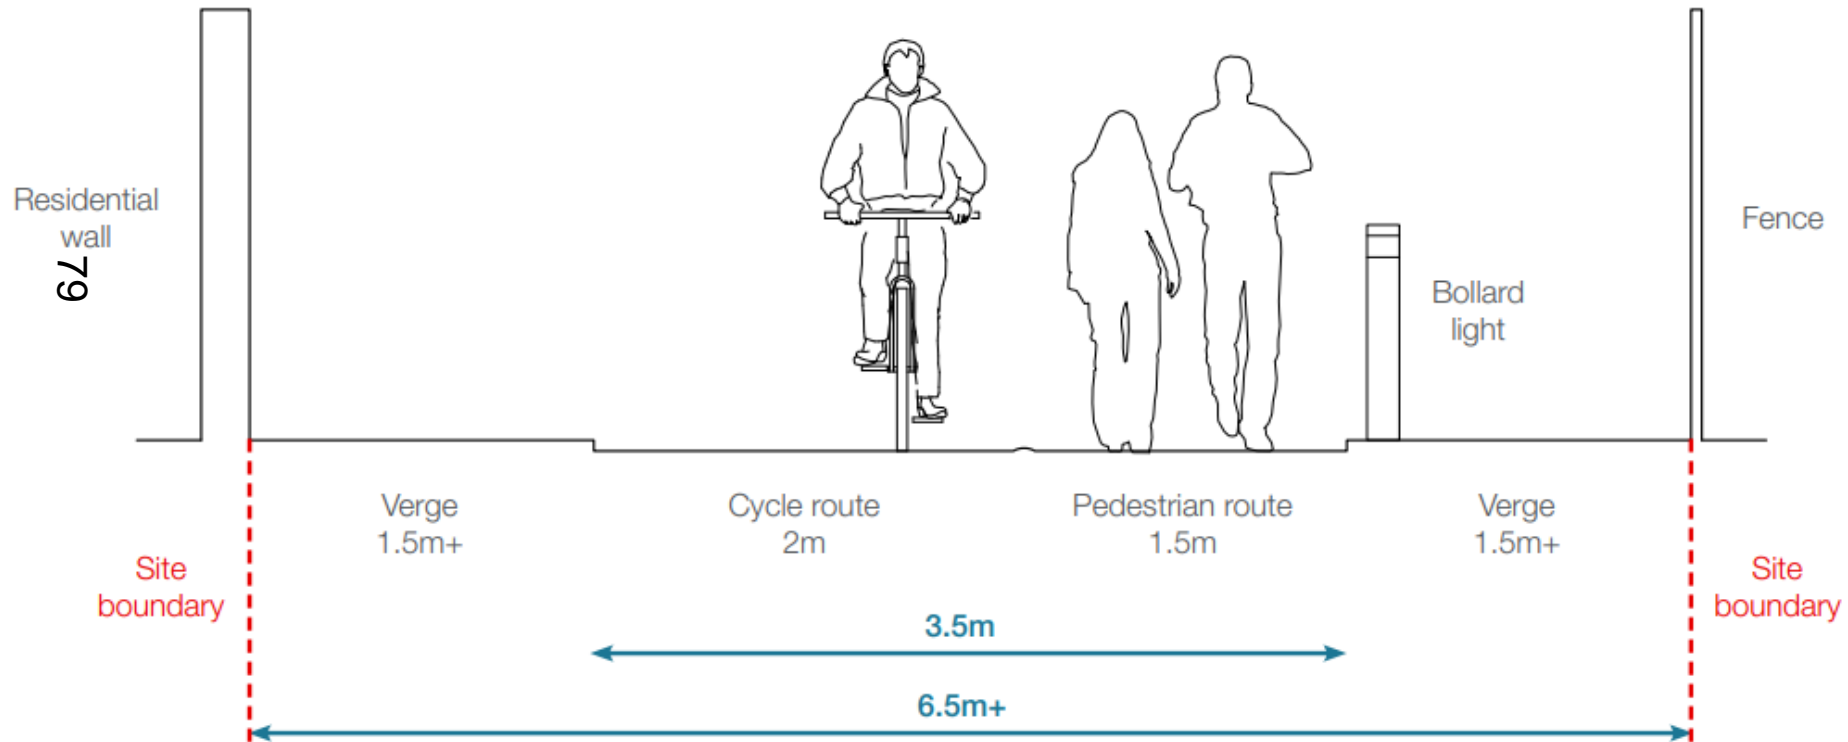 Residential
wall
79
Fence
Bollard
light
Verge
1.5m+
Cycle route
2m
Pedestrian route
1.5m
Verge
1.5m+
Site
boundary
Site
boundary
3.5m
6.5m+